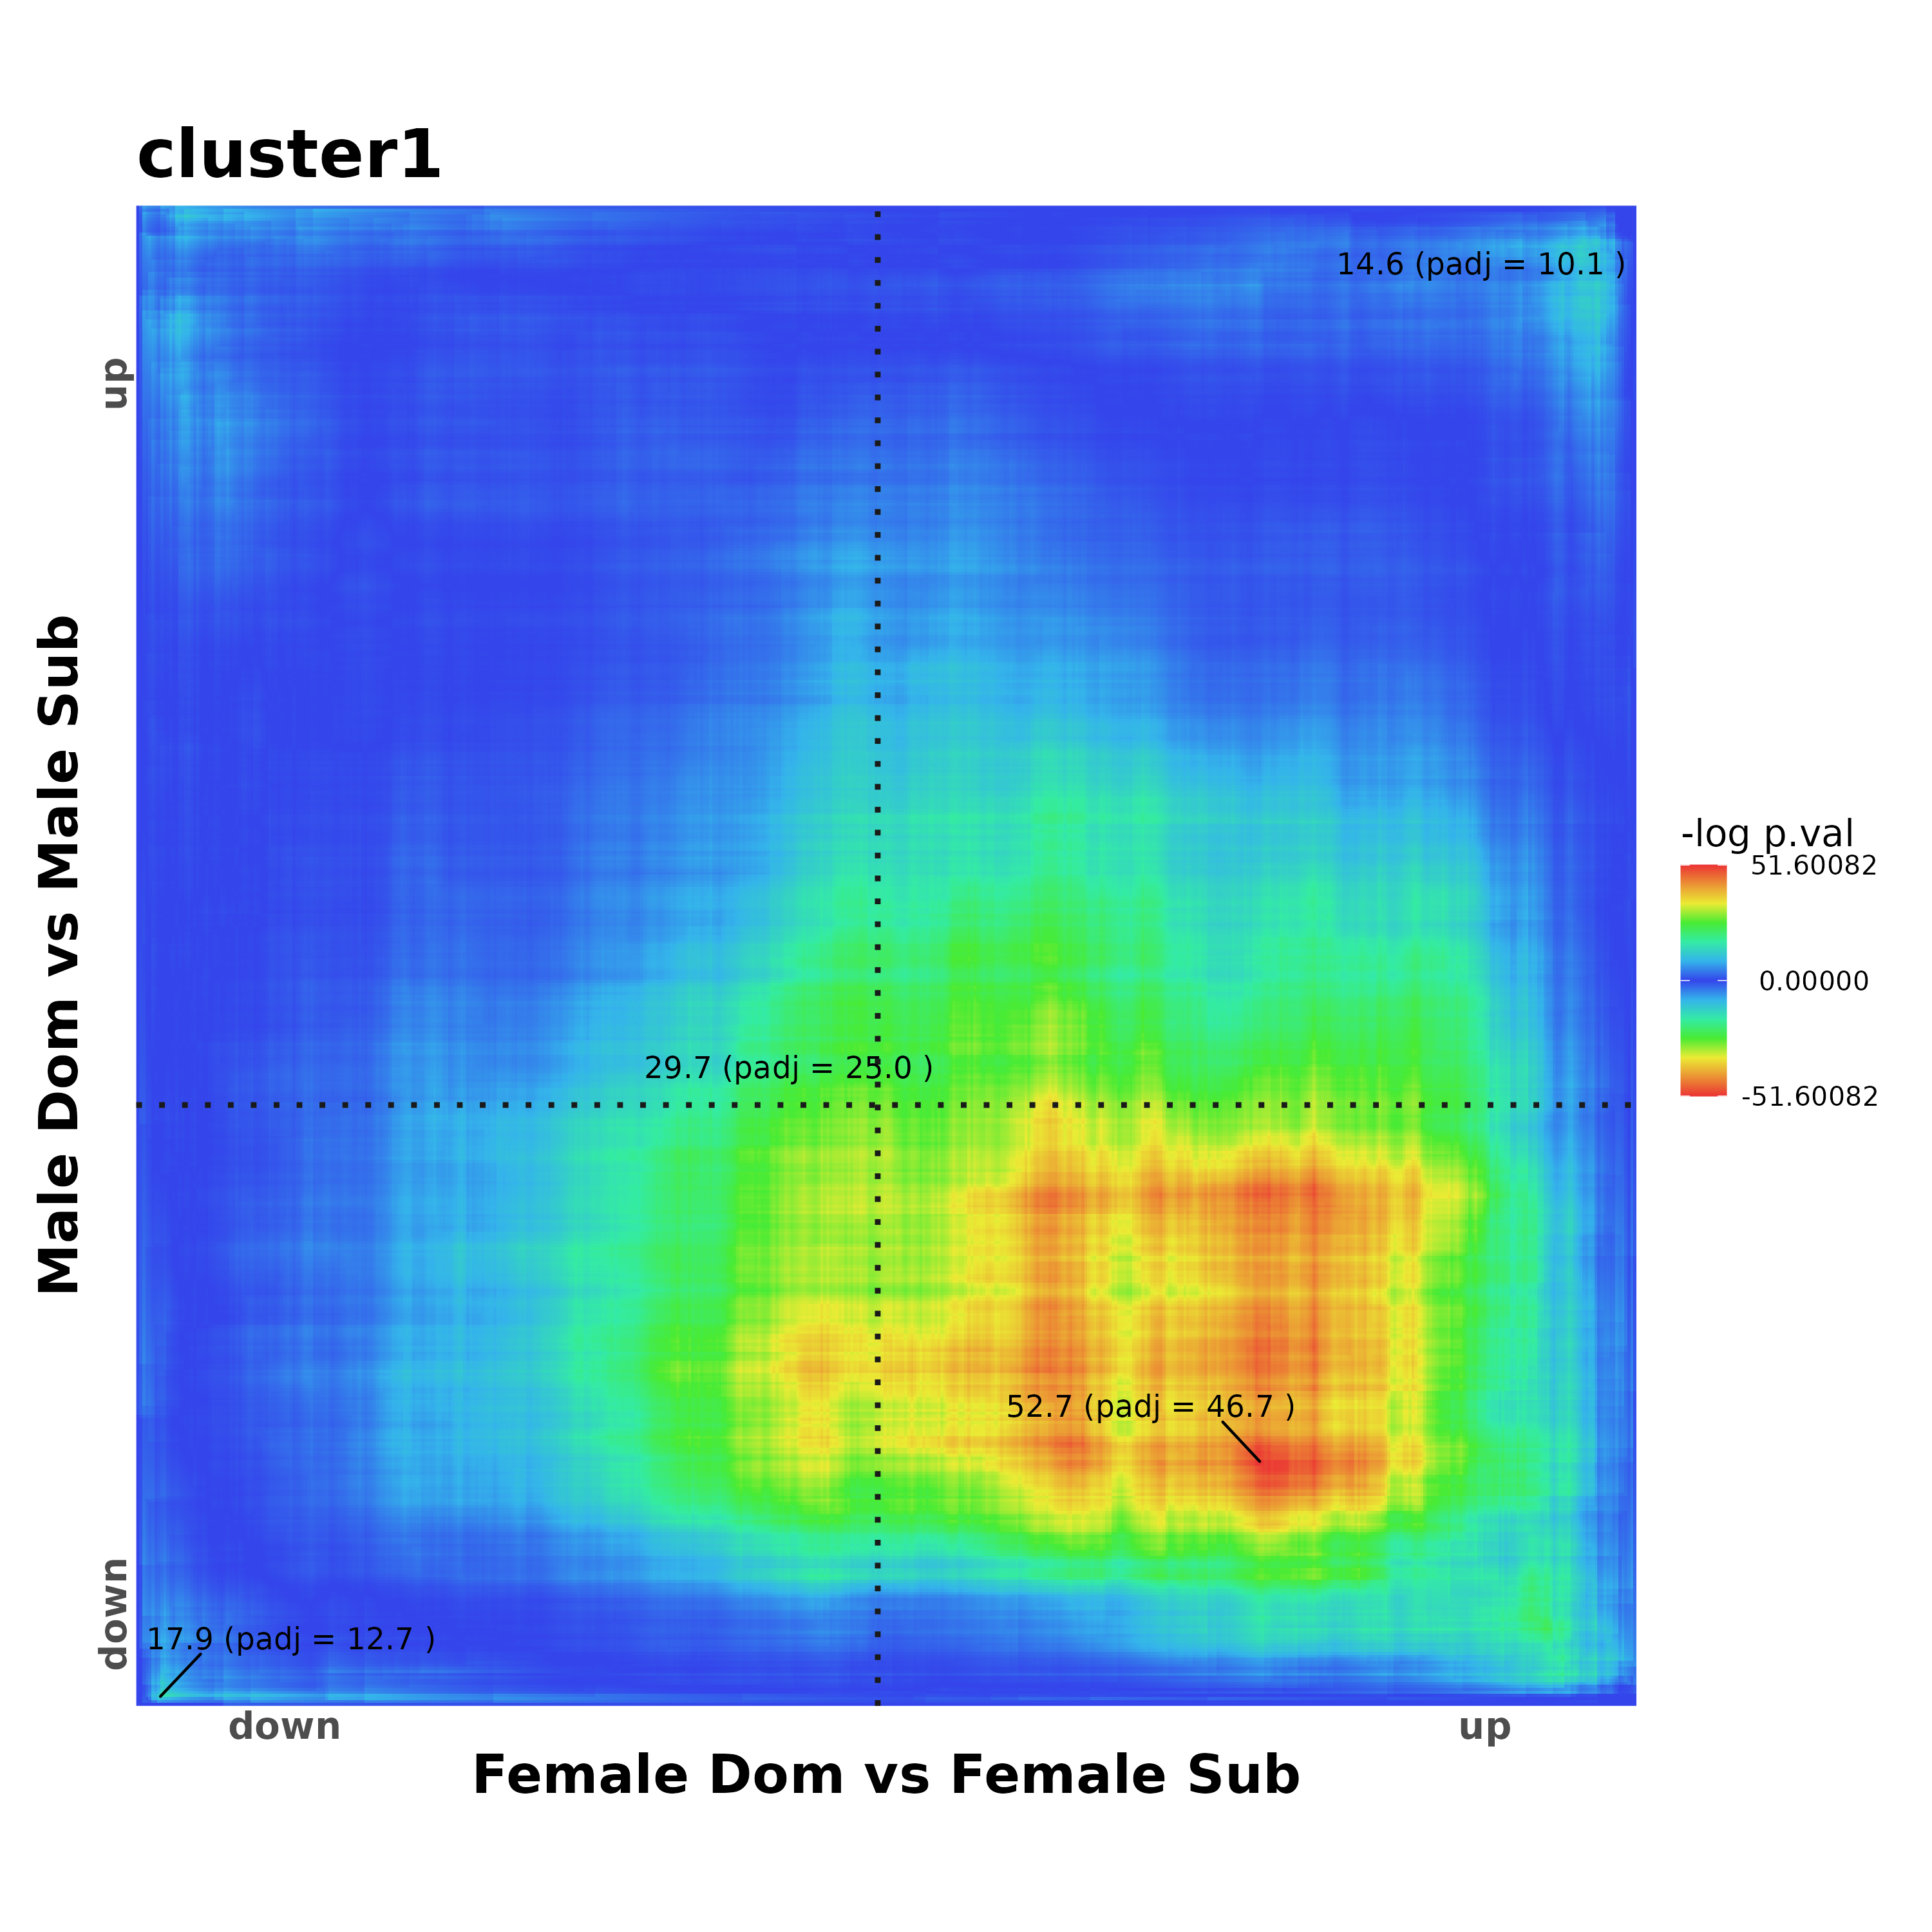 cluster1
14.6 (padj = 10.1 )
up
Male Dom vs Male Sub
-log p.val
51.60082
0.00000
-51.60082
29.7 (padj = 25.0 )
52.7 (padj = 46.7 )
down
17.9 (padj = 12.7 )
down
up
Female Dom vs Female Sub